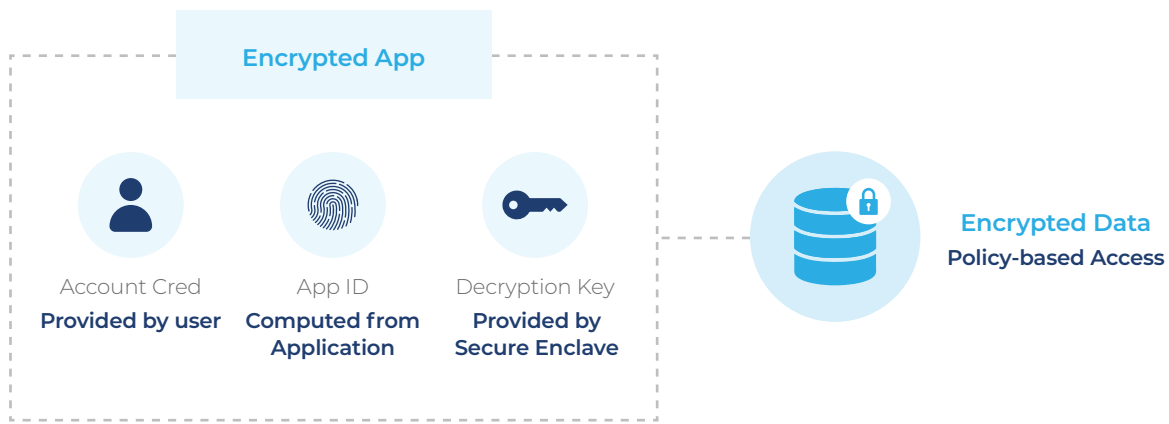 Encrypted App
Account Cred
Provided by user
App ID
Computed from
Application
Decryption Key
Provided by
Secure Enclave
Encrypted Data
Policy-based Access